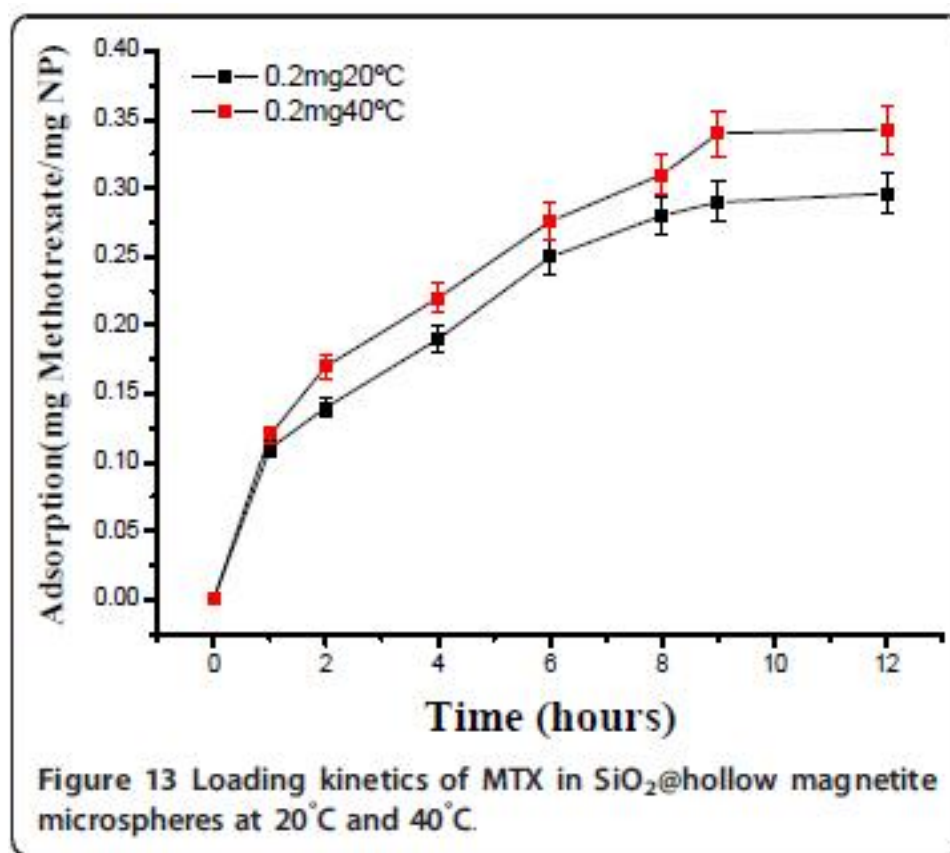 0.40
0.2mg20ºC
0.2mg40ºC
0.35
0.30
0.25
0.20
0.15
0.10
0.05
0.00
Adsorption(mg Methotrexate/mg NP)
0 2 4 6 8 10 12
Time (hours)
Figure 13 Loading kinetics of MTX in SiO₂@hollow magnetite
microspheres at 20°C and 40°C.